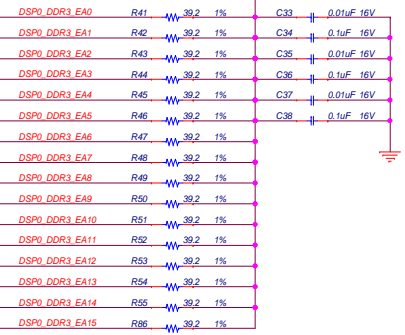 DSP0_DDR3_EA0 R41 39.2 1% C33 0.01uF 16V
DSP0_DDR3_EA1 R42 39.2 1% C34 0.1uF 16V
DSP0_DDR3_EA2 R43 39.2 1% C35 0.01uF 16V
DSP0_DDR3_EA3 R44 39.2 1% C36 0.1uF 16V
DSP0_DDR3_EA4 R45 39.2 1% C37 0.01uF 16V
DSP0_DDR3_EA5 R46 39.2 1% C38 0.1uF 16V
DSP0_DDR3_EA6 R47 39.2 1%
DSP0_DDR3_EA7 R48 39.2 1%
DSP0_DDR3_EA8 R49 39.2 1%
DSP0_DDR3_EA9 R50 39.2 1%
DSP0_DDR3_EA10 R51 39.2 1%
DSP0_DDR3_EA11 R52 39.2 1%
DSP0_DDR3_EA12 R53 39.2 1%
DSP0_DDR3_EA13 R54 39.2 1%
DSP0_DDR3_EA14 R55 39.2 1%
DSP0_DDR3_EA15 R86 39.2 1%